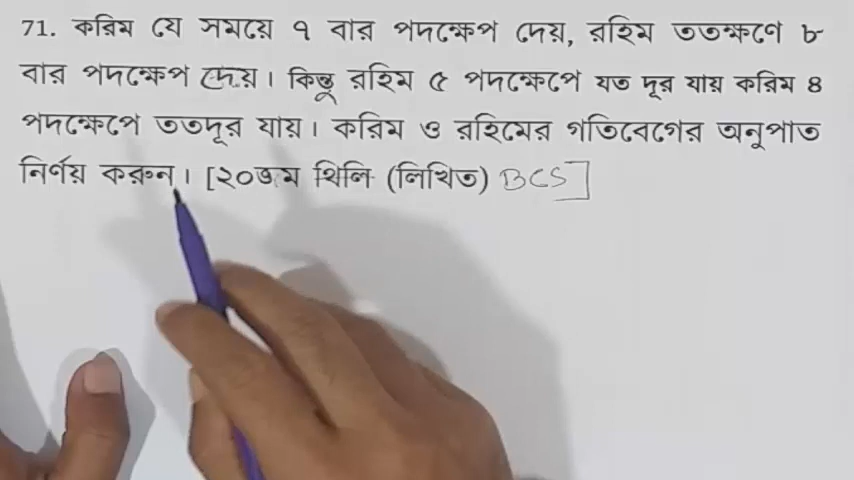 71. করিম যে সময়ে ৭ বার পদক্ষেপ দেয়, রহিম ততক্ষণে ৮
বার পদক্ষেপ দেয়। কিন্তু রহিম ৫ পদক্ষেপে যত দূর যায় করিম ৪
পদক্ষেপে ততদূর যায়। করিম ও রহিমের গতিবেগের অনুপাত
নির্ণয় করুন। [২০তম থিলি (লিখিত) BCS]